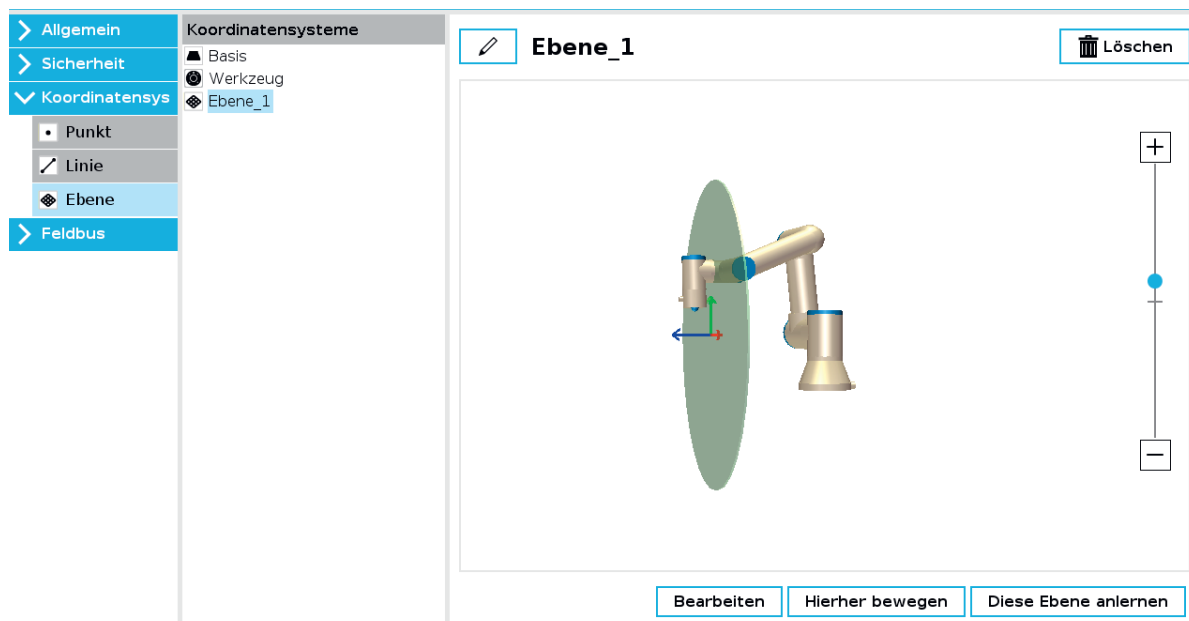 Allgemein
Sicherheit
Koordinatensys
Punkt
Linie
Ebene
Feldbus
Koordinatensysteme
Basis
Werkzeug
Ebene_1
Ebene_1
Löschen
Bearbeiten
Hierher bewegen
Diese Ebene anlernen